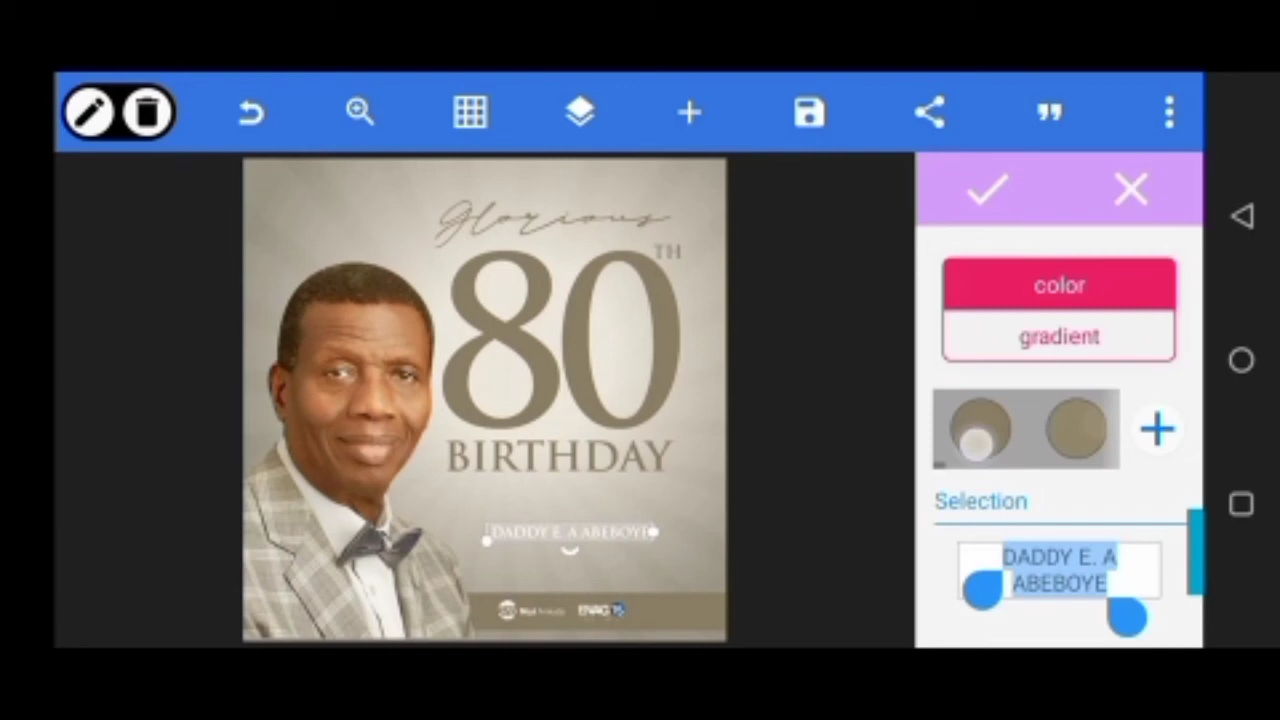 Glorious
80
TH
BIRTHDAY
DADDY E. A ABEBOYE
color
gradient
Selection
DADDY E. A
ABEBOYE